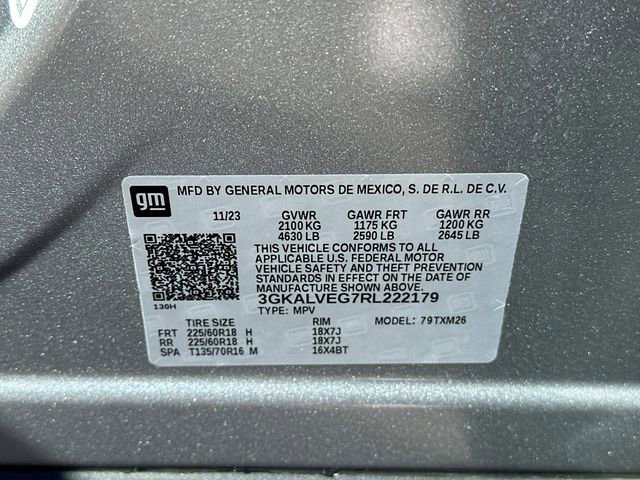 gm MFD BY GENERAL MOTORS DE MEXICO, S. DE R.L. DE C.V.
11/23 GVWR GAWR FRT GAWR RR
2100 KG 1175 KG 1200 KG
4630 LB 2590 LB 2645 LB
THIS VEHICLE CONFORMS TO ALL
APPLICABLE U.S. FEDERAL MOTOR
VEHICLE SAFETY AND THEFT PREVENTION
STANDARDS IN EFFECT ON THE DATE OF
MANUFACTURE SHOWN ABOVE.
3GKALVEG7RL222179
130H TYPE: MPV
TIRE SIZE RIM MODEL: 79TXM26
FRT 225/60R18 H 18X7J
RR 225/60R18 H 18X7J
SPA T135/70R16 M 16X4BT